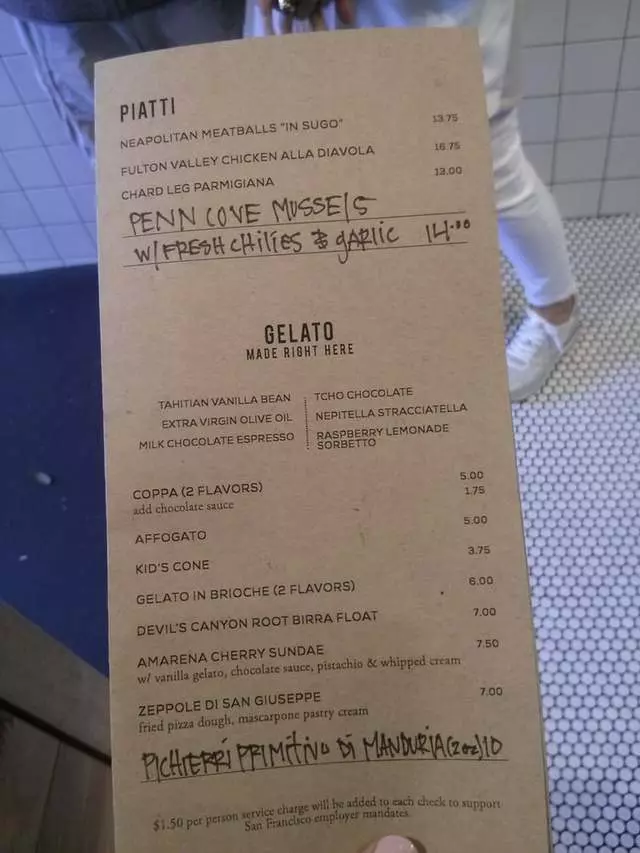 PIATTI
NEAPOLITAN MEATBALLS "IN SUGO" 13.75
FULTON VALLEY CHICKEN ALLA DIAVOLA 16.75
CHARD LEG PARMIGIANA 13.00
PENN COVE MUSSELS
W/ FRESH CHILIES & GARLIC 14.00
GELATO
MADE RIGHT HERE
TAHITIAN VANILLA BEAN
EXTRA VIRGIN OLIVE OIL
MILK CHOCOLATE ESPRESSO
TCHO CHOCOLATE
NEPITELLA STRACCIATELLA
RASPBERRY LEMONADE
SORBETTO
COPPA (2 FLAVORS) 5.00
add chocolate sauce 1.75
AFFOGATO 5.00
KID'S CONE 3.75
GELATO IN BRIOCHE (2 FLAVORS) 6.00
DEVIL'S CANYON ROOT BIRRA FLOAT 7.00
AMARENA CHERRY SUNDAE 7.50
w/ vanilla gelato, chocolate sauce, pistachio & whipped cream
ZEPPOLE DI SAN GIUSEPPE 7.00
fried pizza dough, mascarpone pastry cream
PICHIERRI PRIMITIVO DI MANDURIA (2oz) 10
$1.50 per person service charge will be added to each check to support
San Francisco employer mandates.